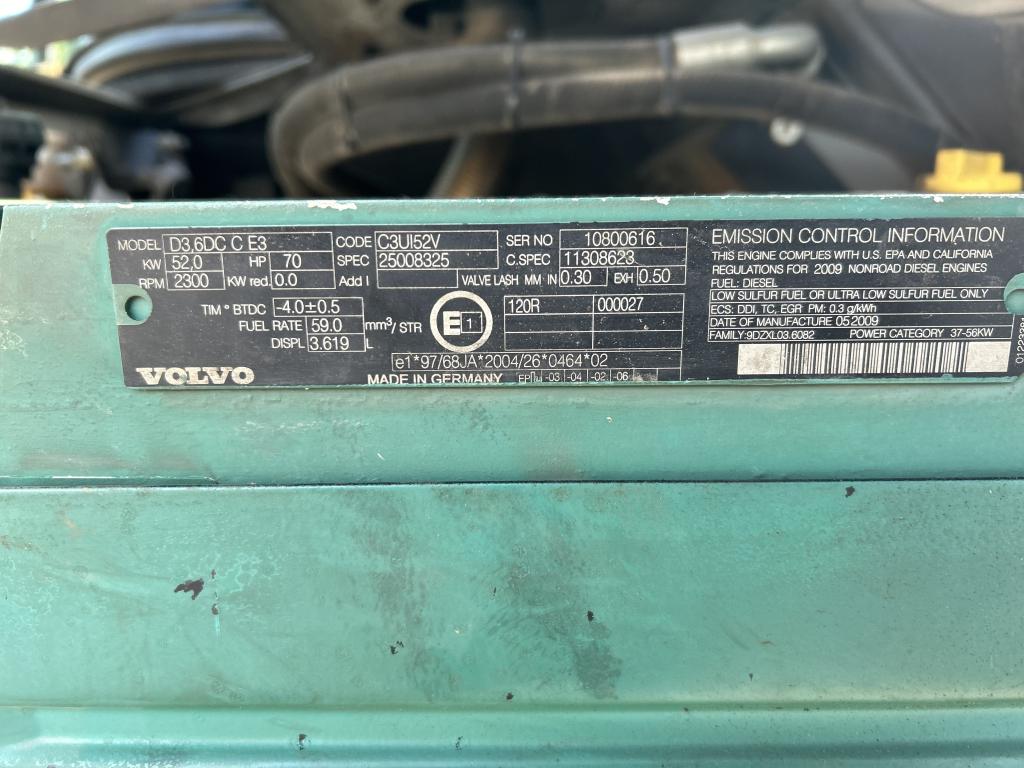 MODEL D3,6DC C E3 CODE C3UI52V SER NO 10800616
KW 52,0 HP 70 SPEC 25008325 C.SPEC 11308623
RPM 2300 KW red. 0.0 Add I VALVE LASH MM-IN 0.30 EXH 0.50
TIM ° BTDC -4.0±0.5 120R 000027
FUEL RATE 59.0 mm³/STR E 1
DISPL 3.619 L
e1*97/68JA*2004/26*0464*02
VOLVO MADE IN GERMANY -03 -04 -02 -06
EMISSION CONTROL INFORMATION
THIS ENGINE COMPLIES WITH U.S. EPA AND CALIFORNIA
REGULATIONS FOR 2009 NONROAD DIESEL ENGINES
FUEL: DIESEL
LOW SULFUR FUEL OR ULTRA LOW SULFUR FUEL ONLY
ECS: DDI, TC, EGR PM: 0.3 g/kWh
DATE OF MANUFACTURE 05 2009
FAMILY:9DZXL03.6082 POWER CATEGORY 37-56KW